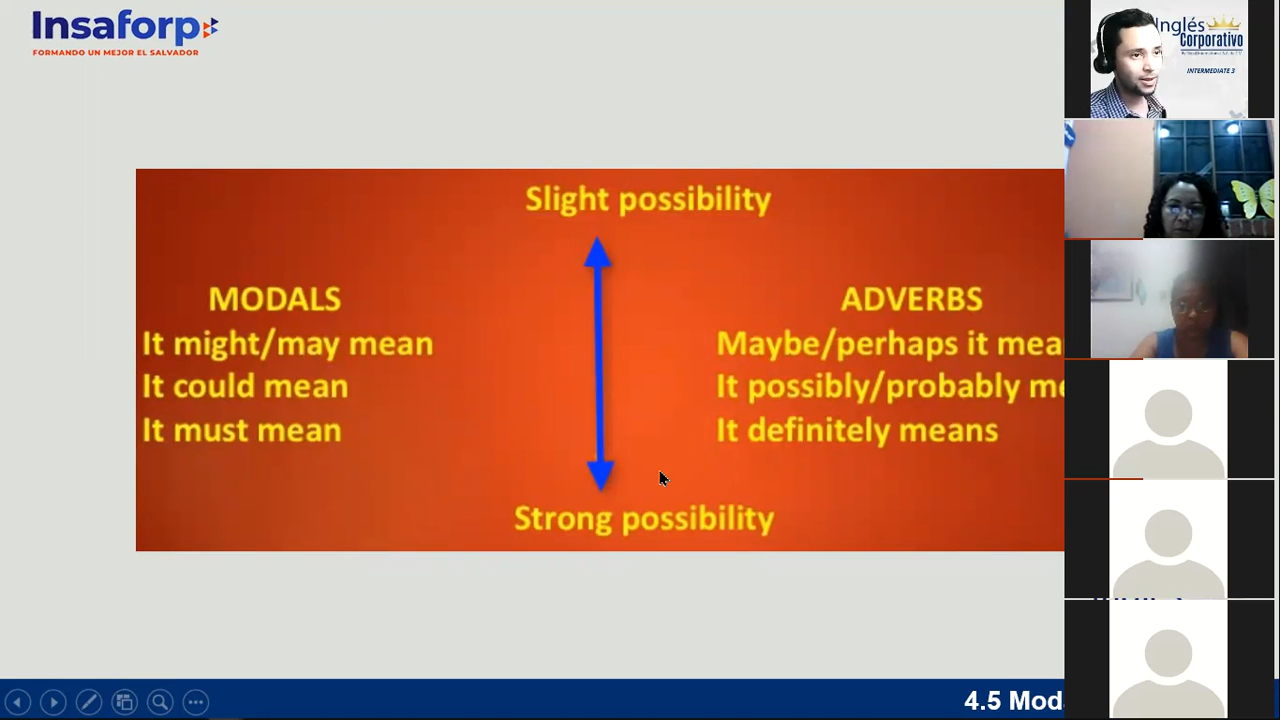 Insaforp
FORMANDO UN MEJOR EL SALVADOR
Slight possibility
MODALS
It might/may mean
It could mean
It must mean
ADVERBS
Maybe/perhaps it mea
It possibly/probably me
It definitely means
Strong possibility
4.5 Mod
Inglés
Corporativo
INTERMEDIATE 3